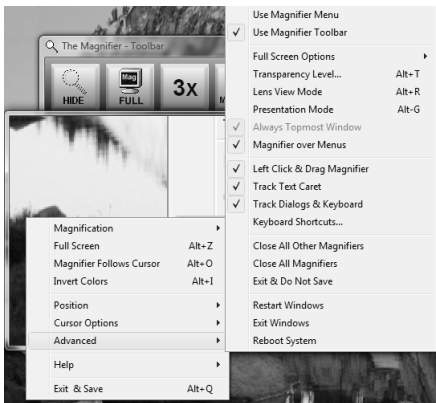 The Magnifier - Toolbar
HIDE
Mag
FULL
3x
Magnification
Full Screen Alt+Z
Magnifier Follows Cursor Alt+O
Invert Colors Alt+I
Position
Cursor Options
Advanced
Help
Exit & Save Alt+Q
Use Magnifier Menu
Use Magnifier Toolbar
Full Screen Options
Transparency Level... Alt+T
Lens View Mode Alt+R
Presentation Mode Alt-G
Always Topmost Window
Magnifier over Menus
Left Click & Drag Magnifier
Track Text Caret
Track Dialogs & Keyboard
Keyboard Shortcuts...
Close All Other Magnifiers
Close All Magnifiers
Exit & Do Not Save
Restart Windows
Exit Windows
Reboot System